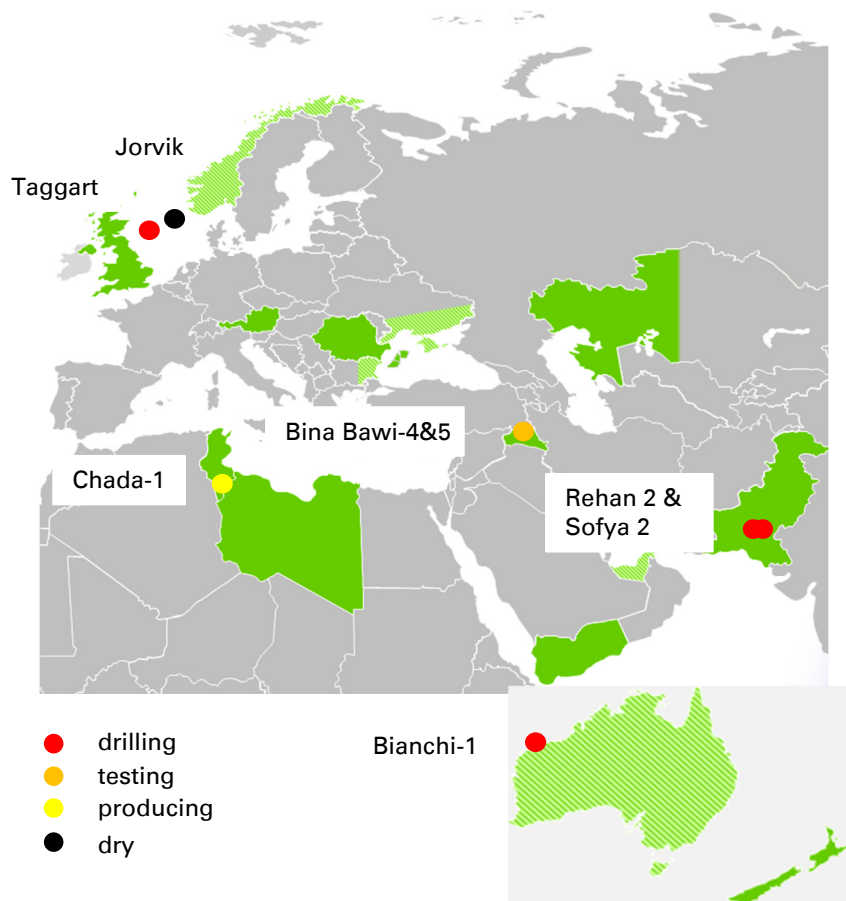 Jorvik
Taggart
Bina Bawi-4&5
Chada-1
Rehan 2 &
Sofya 2
drilling
testing
producing
dry
Bianchi-1